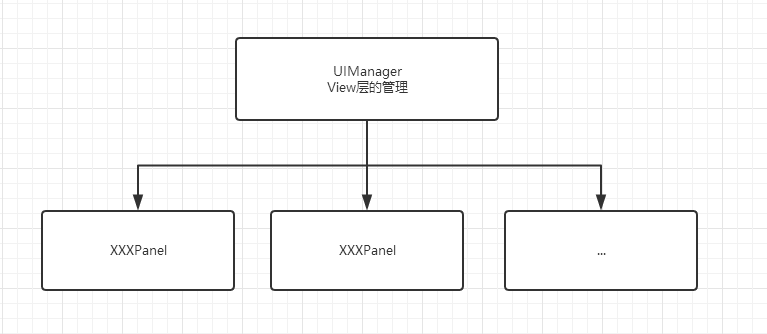 UIManager
View层的管理
XXXPanel
XXXPanel
...